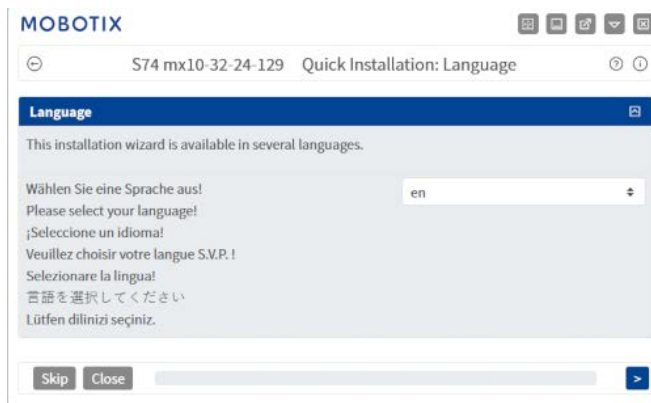 MOBOTIX
S74 mx10-32-24-129 Quick Installation: Language
Language
This installation wizard is available in several languages.
Wählen Sie eine Sprache aus!
en
Please select your language!
¡Seleccione un idioma!
Veuillez choisir votre langue S.V.P. !
Selezionare la lingua!
言語を選択してください
Lütfen dilinizi seçiniz.
Skip Close >